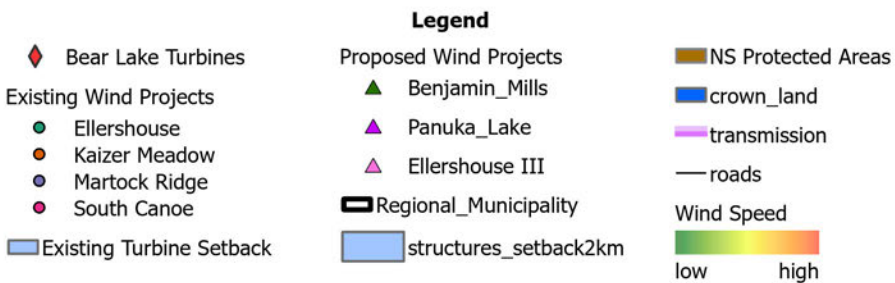 Legend
Bear Lake Turbines
Existing Wind Projects
Ellershouse
Kaizer Meadow
Martock Ridge
South Canoe
Existing Turbine Setback
Proposed Wind Projects
Benjamin_Mills
Panuka_Lake
Ellershouse III
Regional_Municipality
structures_setback2km
NS Protected Areas
crown_land
transmission
roads
Wind Speed
low high